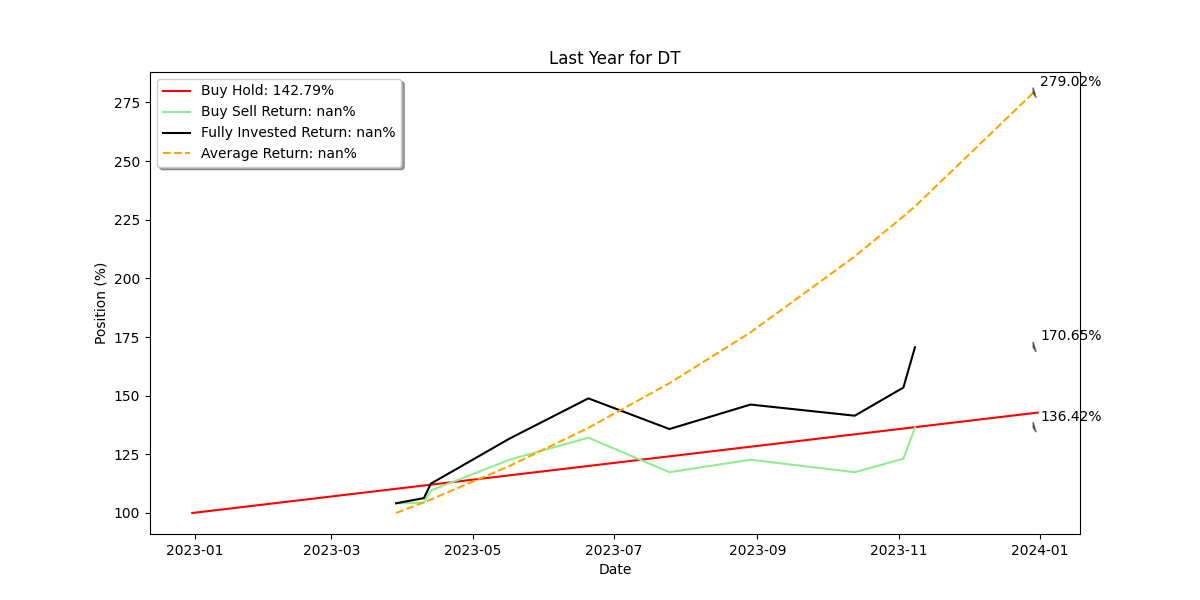 Last Year for DT
Buy Hold: 142.79%
Buy Sell Return: nan%
Fully Invested Return: nan%
Average Return: nan%
279.02%
170.65%
136.42%
Position (%)
275
250
225
200
175
150
125
100
2023-01
2023-03
2023-05
2023-07
2023-09
2023-11
2024-01
Date